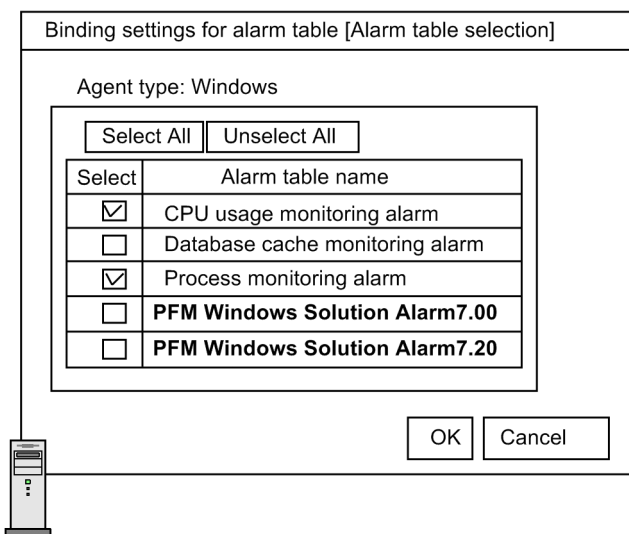 Binding settings for alarm table [Alarm table selection]
Agent type: Windows
Select All Unselect All
Select Alarm table name
CPU usage monitoring alarm
Database cache monitoring alarm
Process monitoring alarm
PFM Windows Solution Alarm7.00
PFM Windows Solution Alarm7.20
OK Cancel